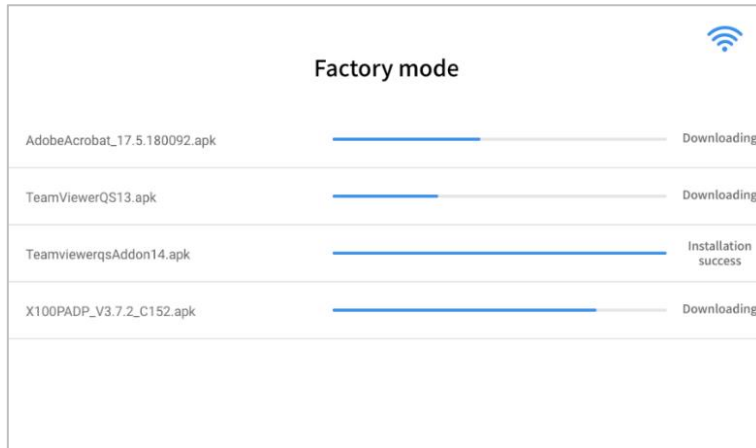 Factory mode
AdobeAcrobat_17.5.180092.apk Downloading
TeamViewerQS13.apk Downloading
TeamviewerqsAddon14.apk Installation
success
X100PADP_V3.7.2_C152.apk Downloading